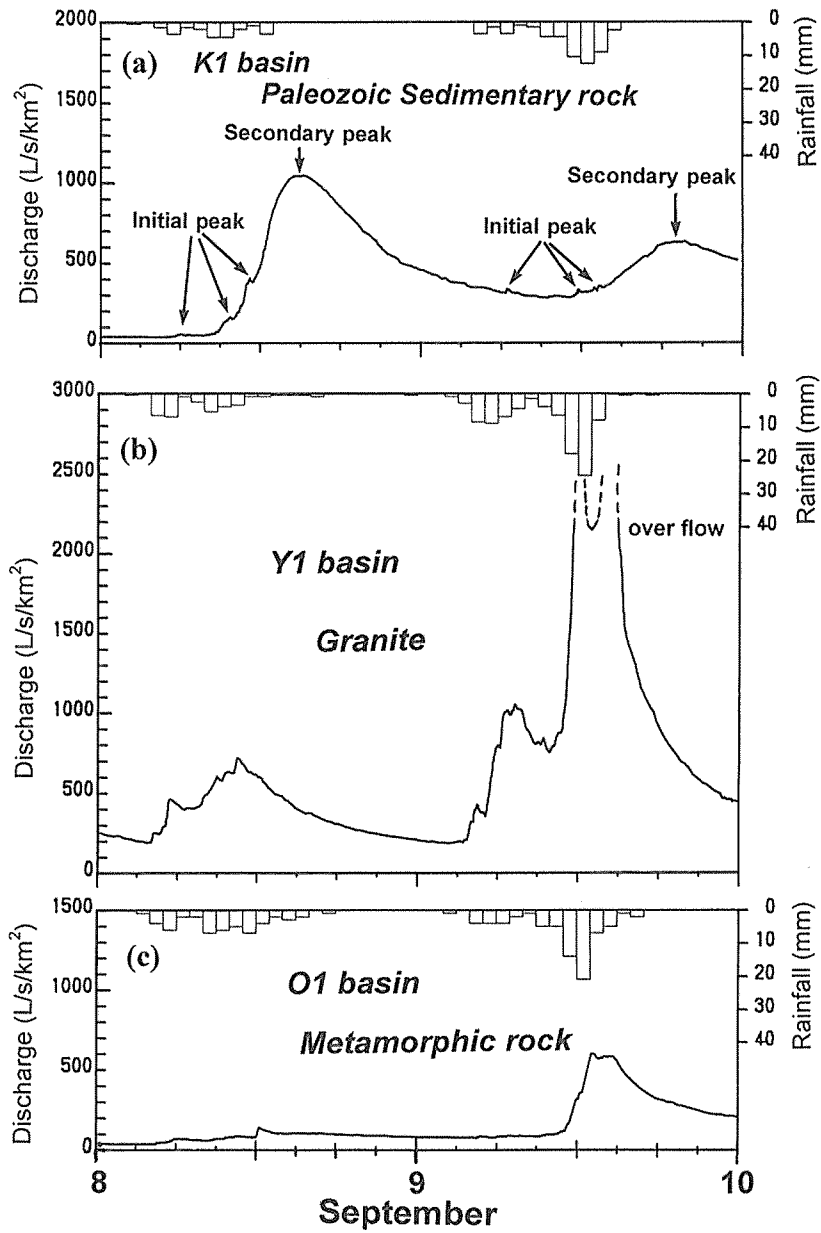 2000
1500
1000
500
0
Discharge (L/s/km²)
(a)
K1 basin
Paleozoic Sedimentary rock
Secondary peak
Initial peak
Initial peak
Secondary peak
0
10
20
30
40
Rainfall (mm)
3000
2500
2000
1500
1000
500
0
Discharge (L/s/km²)
(b)
Y1 basin
Granite
over flow
0
10
20
30
40
Rainfall (mm)
1500
1000
500
0
Discharge (L/s/km²)
(c)
O1 basin
Metamorphic rock
0
10
20
30
40
Rainfall (mm)
8
9
10
September